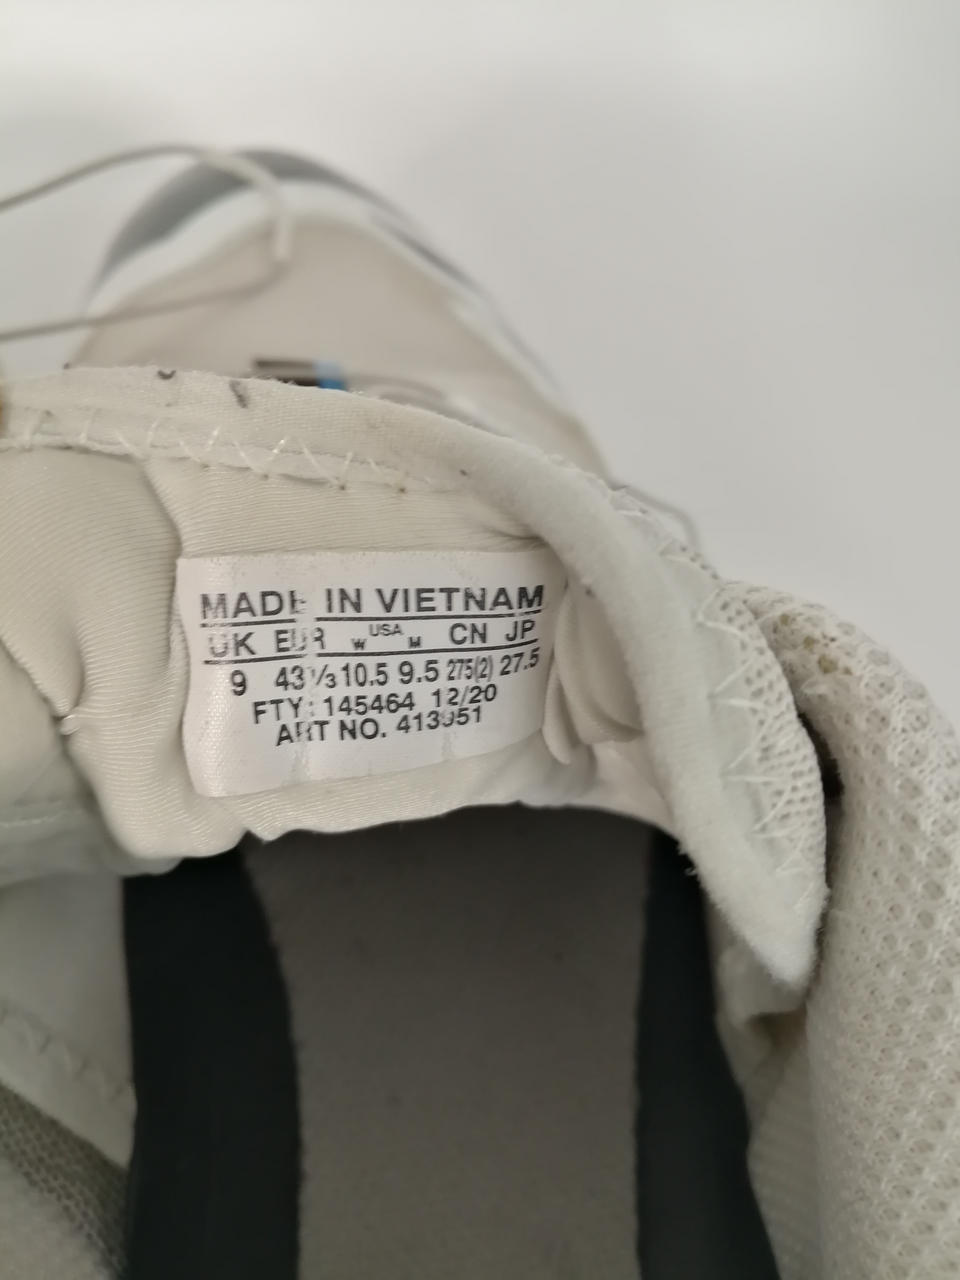 MADE IN VIETNAM
UK EUR W USA M CN JP
9 43⅓ 10.5 9.5 275(2) 27.5
FTY: 145464 12/20
ART NO. 413951